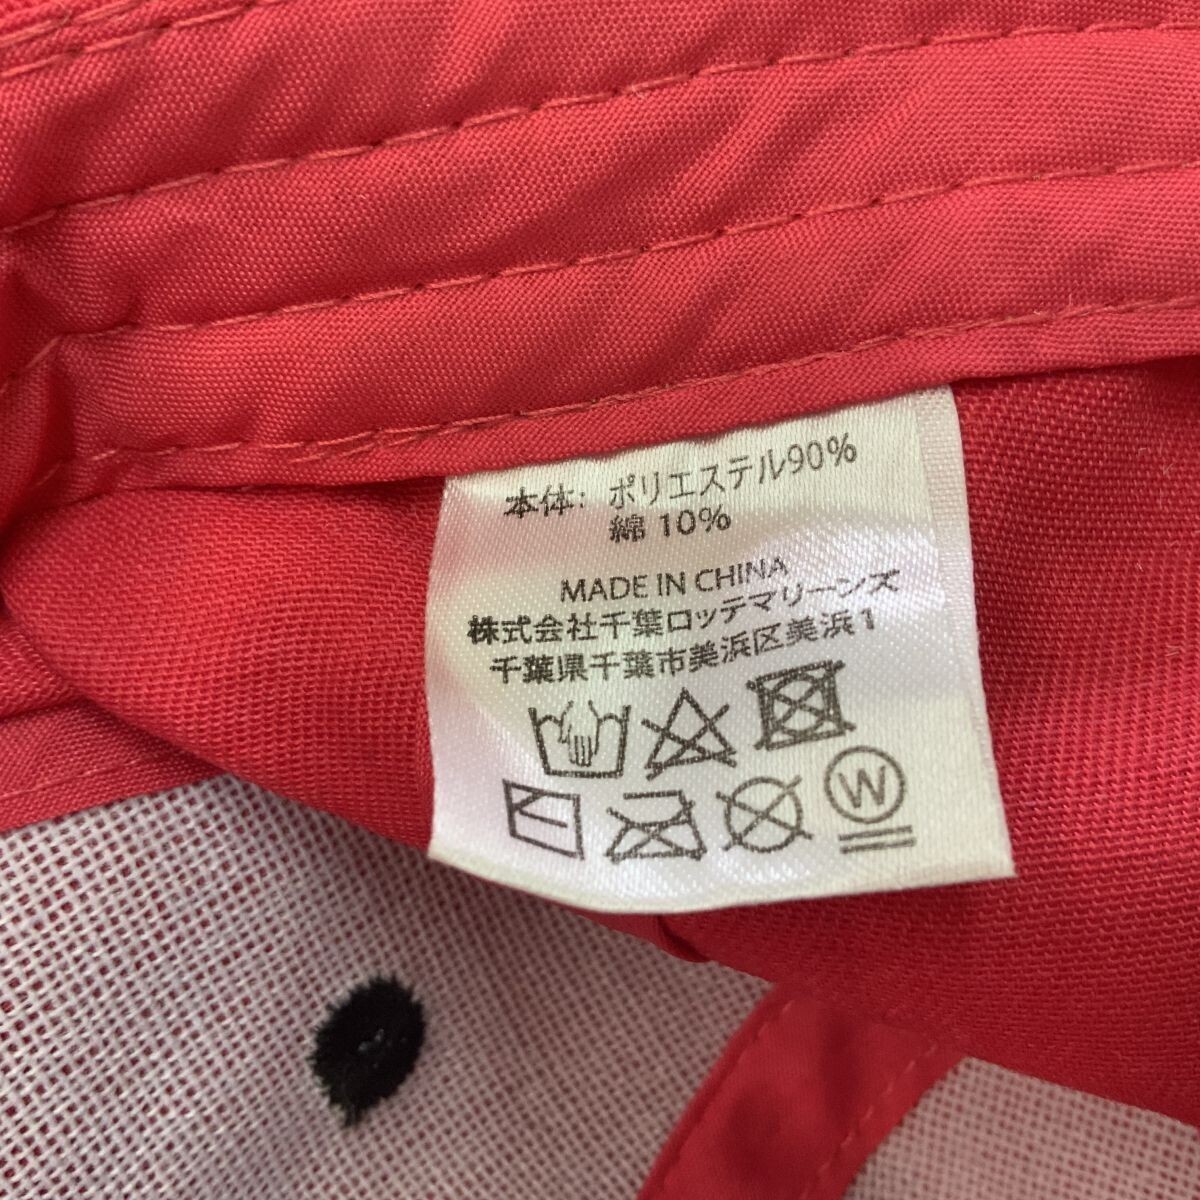 本体: ポリエステル90%
綿 10%
MADE IN CHINA
株式会社千葉ロッテマリーンズ
千葉県千葉市美浜区美浜1
W